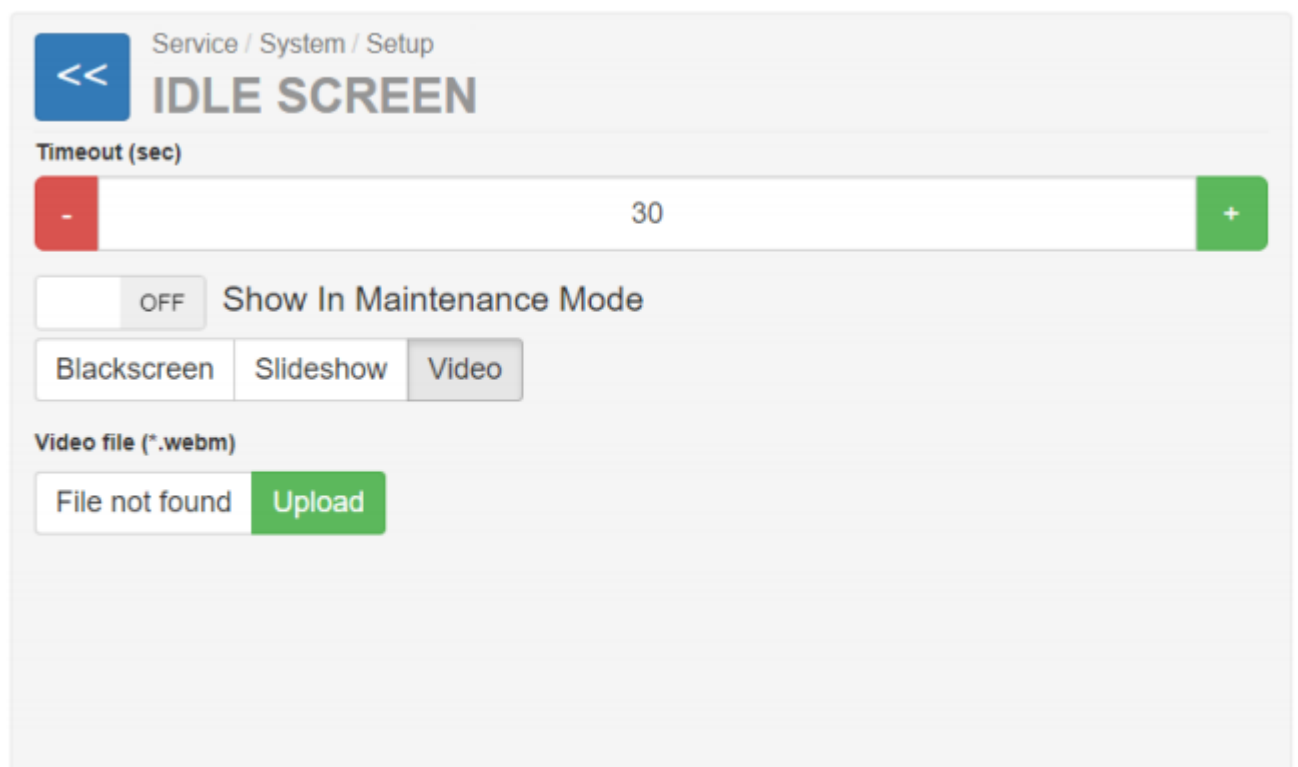 << Service / System / Setup
IDLE SCREEN
Timeout (sec)
- 30 +
OFF Show In Maintenance Mode
Blackscreen Slideshow Video
Video file (*.webm)
File not found Upload